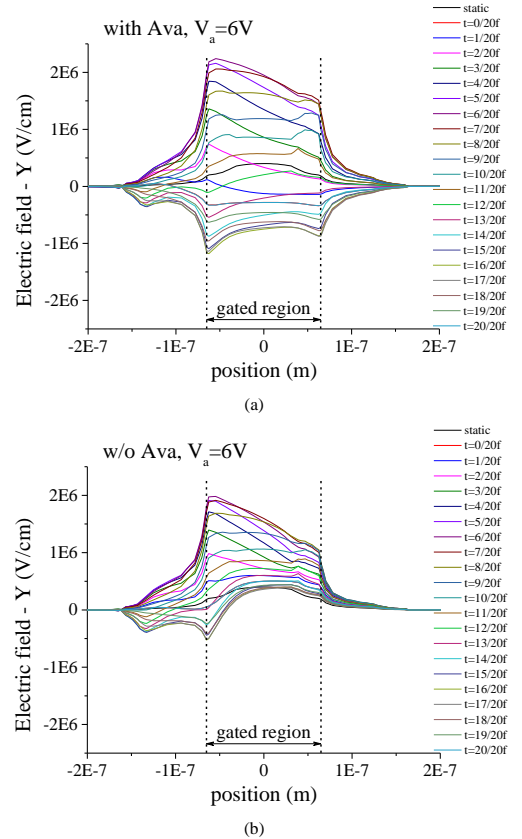 (a)
with Ava, Va=6V
Electric field - Y (V/cm)
2E6
1E6
0
-1E6
-2E6
gated region
-2E-7 -1E-7 0 1E-7 2E-7
position (m)
static
t=0/20f
t=1/20f
t=2/20f
t=3/20f
t=4/20f
t=5/20f
t=6/20f
t=7/20f
t=8/20f
t=9/20f
t=10/20f
t=11/20f
t=12/20f
t=13/20f
t=14/20f
t=15/20f
t=16/20f
t=17/20f
t=18/20f
t=19/20f
t=20/20f
(a)
w/o Ava, Va=6V
Electric field - Y (V/cm)
2E6
1E6
0
-1E6
-2E6
gated region
-2E-7 -1E-7 0 1E-7 2E-7
position (m)
static
t=0/20f
t=1/20f
t=2/20f
t=3/20f
t=4/20f
t=5/20f
t=6/20f
t=7/20f
t=8/20f
t=9/20f
t=10/20f
t=11/20f
t=12/20f
t=13/20f
t=14/20f
t=15/20f
t=16/20f
t=17/20f
t=18/20f
t=19/20f
t=20/20f
(b)